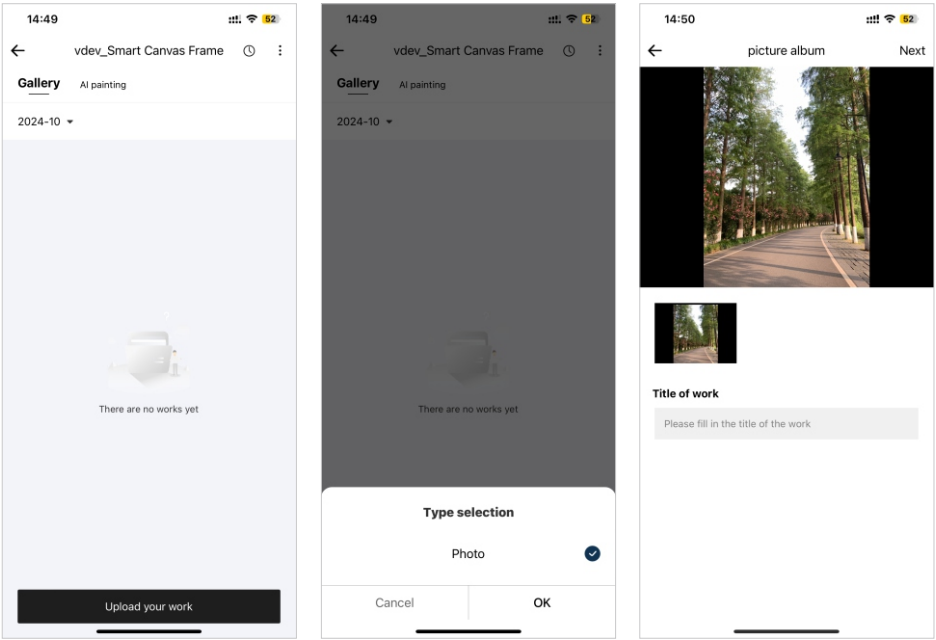 14:49
52
vdev_Smart Canvas Frame
Gallery AI painting
2024-10
There are no works yet
Upload your work
14:49
52
vdev_Smart Canvas Frame
Gallery AI painting
2024-10
There are no works yet
Type selection
Photo
Cancel OK
14:50
52
picture album Next
Title of work
Please fill in the title of the work